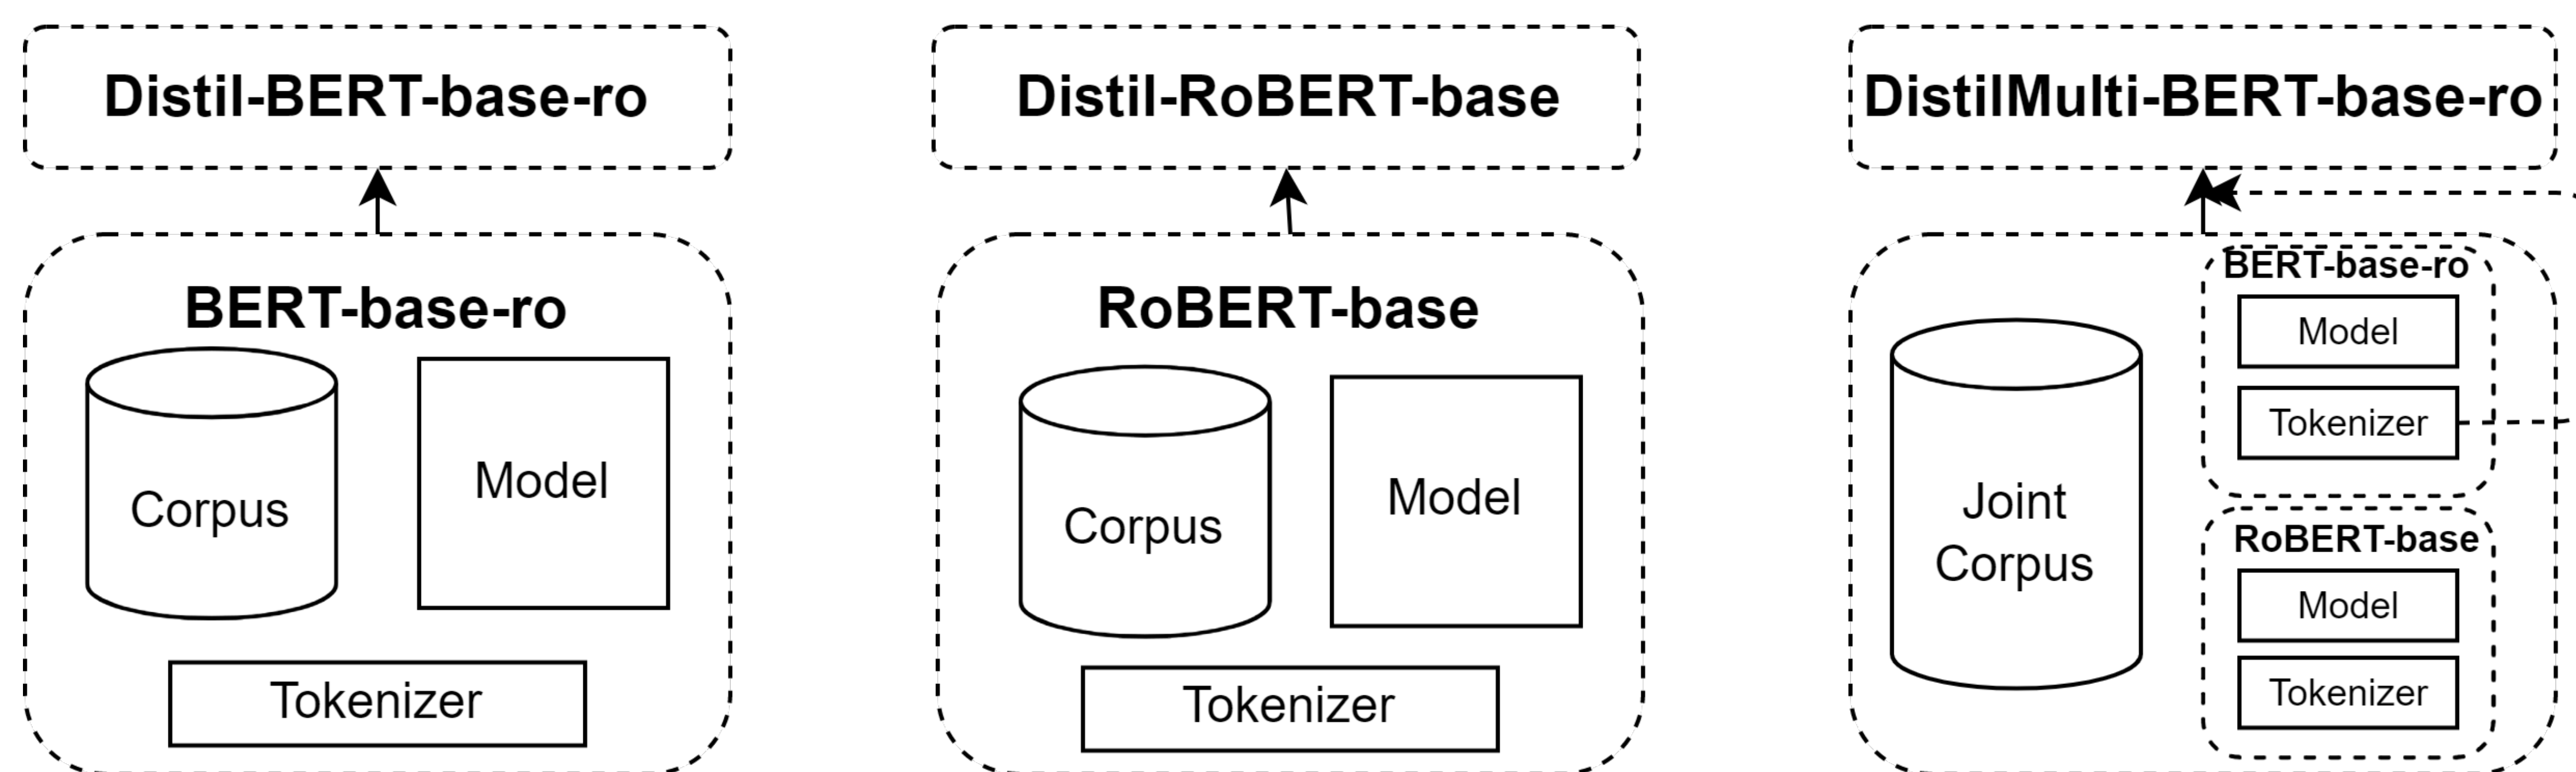 Distil-BERT-base-ro
Distil-RoBERT-base
DistilMulti-BERT-base-ro
BERT-base-ro
Corpus
Model
Tokenizer
RoBERT-base
Corpus
Model
Tokenizer
Joint
Corpus
BERT-base-ro
Model
Tokenizer
RoBERT-base
Model
Tokenizer